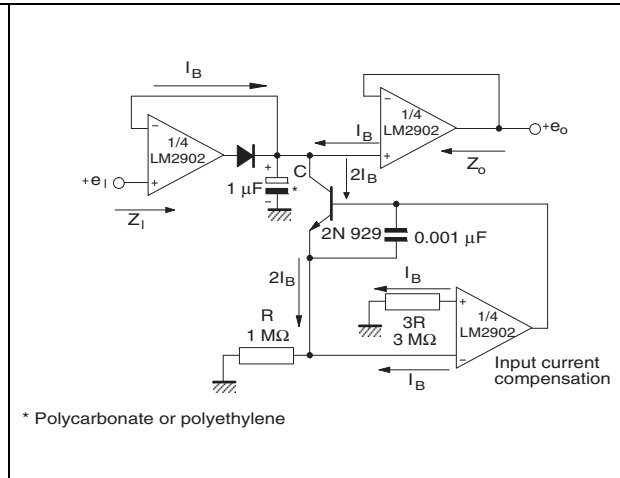 I_B
1/4
LM2902
+e_I
Z_I
1/4
LM2902
I_B
+e_o
Z_o
+
C
1 µF
*
2I_B
2N 929
0.001 µF
2I_B
I_B
R
1 MΩ
3R
3 MΩ
1/4
LM2902
I_B
Input current
compensation
* Polycarbonate or polyethylene